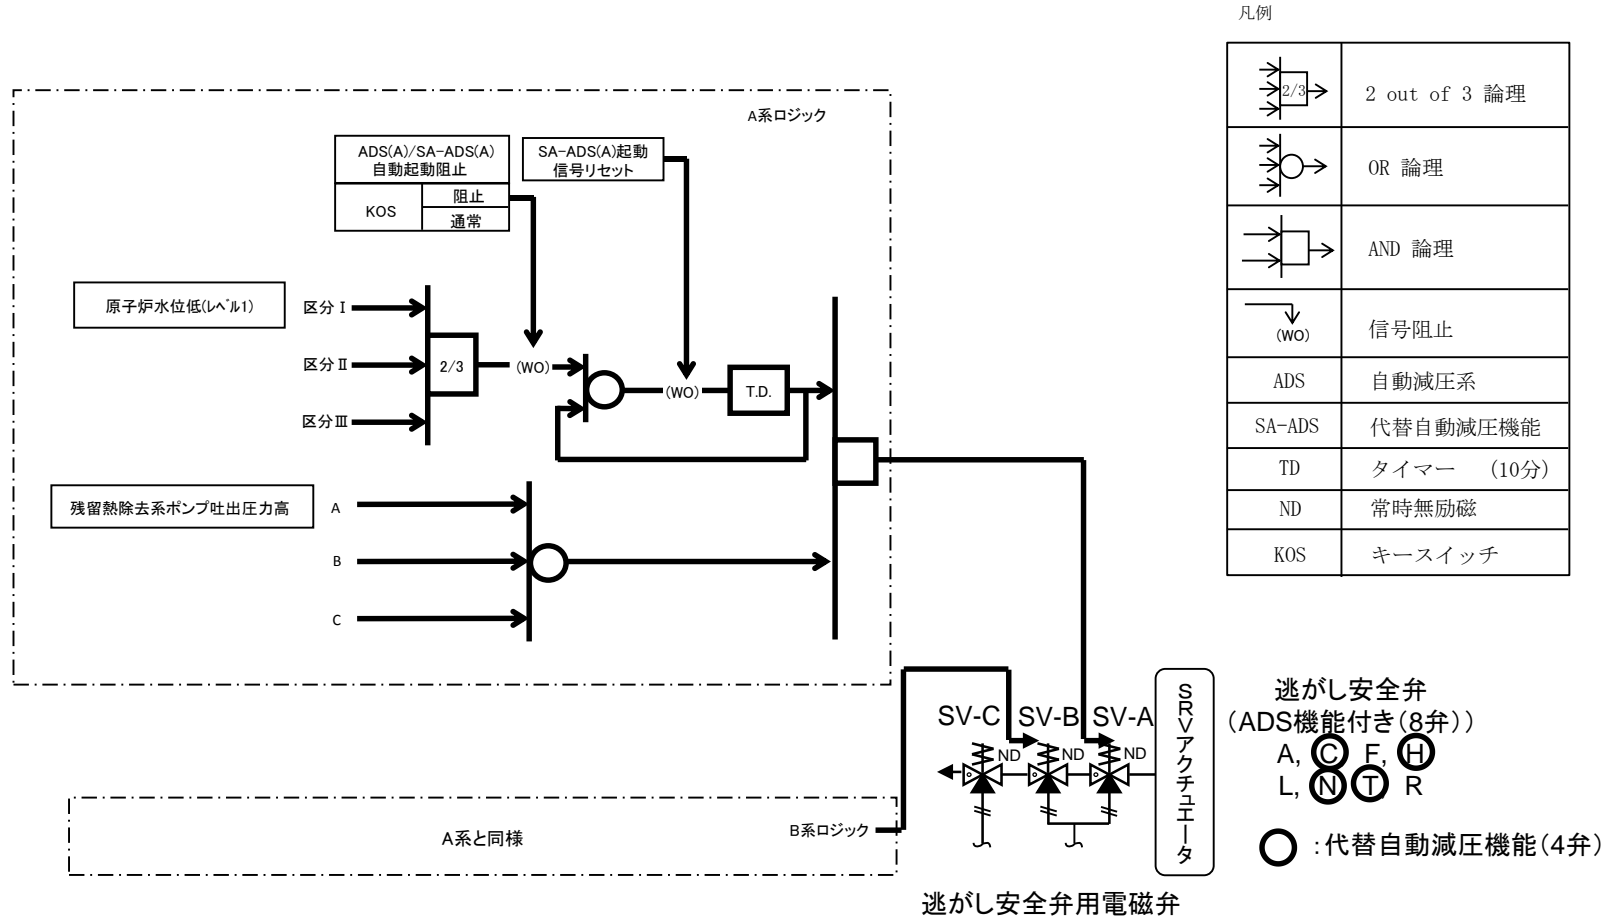 凡例
2/3
2 out of 3 論理
OR 論理
AND 論理
(WO)
信号阻止
ADS
自動減圧系
SA-ADS
代替自動減圧機能
TD
タイマー (10分)
ND
常時無励磁
KOS
キースイッチ
A系ロジック
ADS(A)/SA-ADS(A)
自動起動阻止
KOS
阻止
通常
SA-ADS(A)起動
信号リセット
原子炉水位低(レベル1)
区分Ⅰ
区分Ⅱ
区分Ⅲ
2/3
(WO)
(WO)
T.D.
残留熱除去系ポンプ吐出圧力高
A
B
C
SV-C
SV-B
SV-A
ND
ND
ND
SRVアクチュエータ
逃がし安全弁
(ADS機能付き(8弁))
A, C F, H
L, N T, R
:代替自動減圧機能(4弁)
A系と同様
B系ロジック
逃がし安全弁用電磁弁